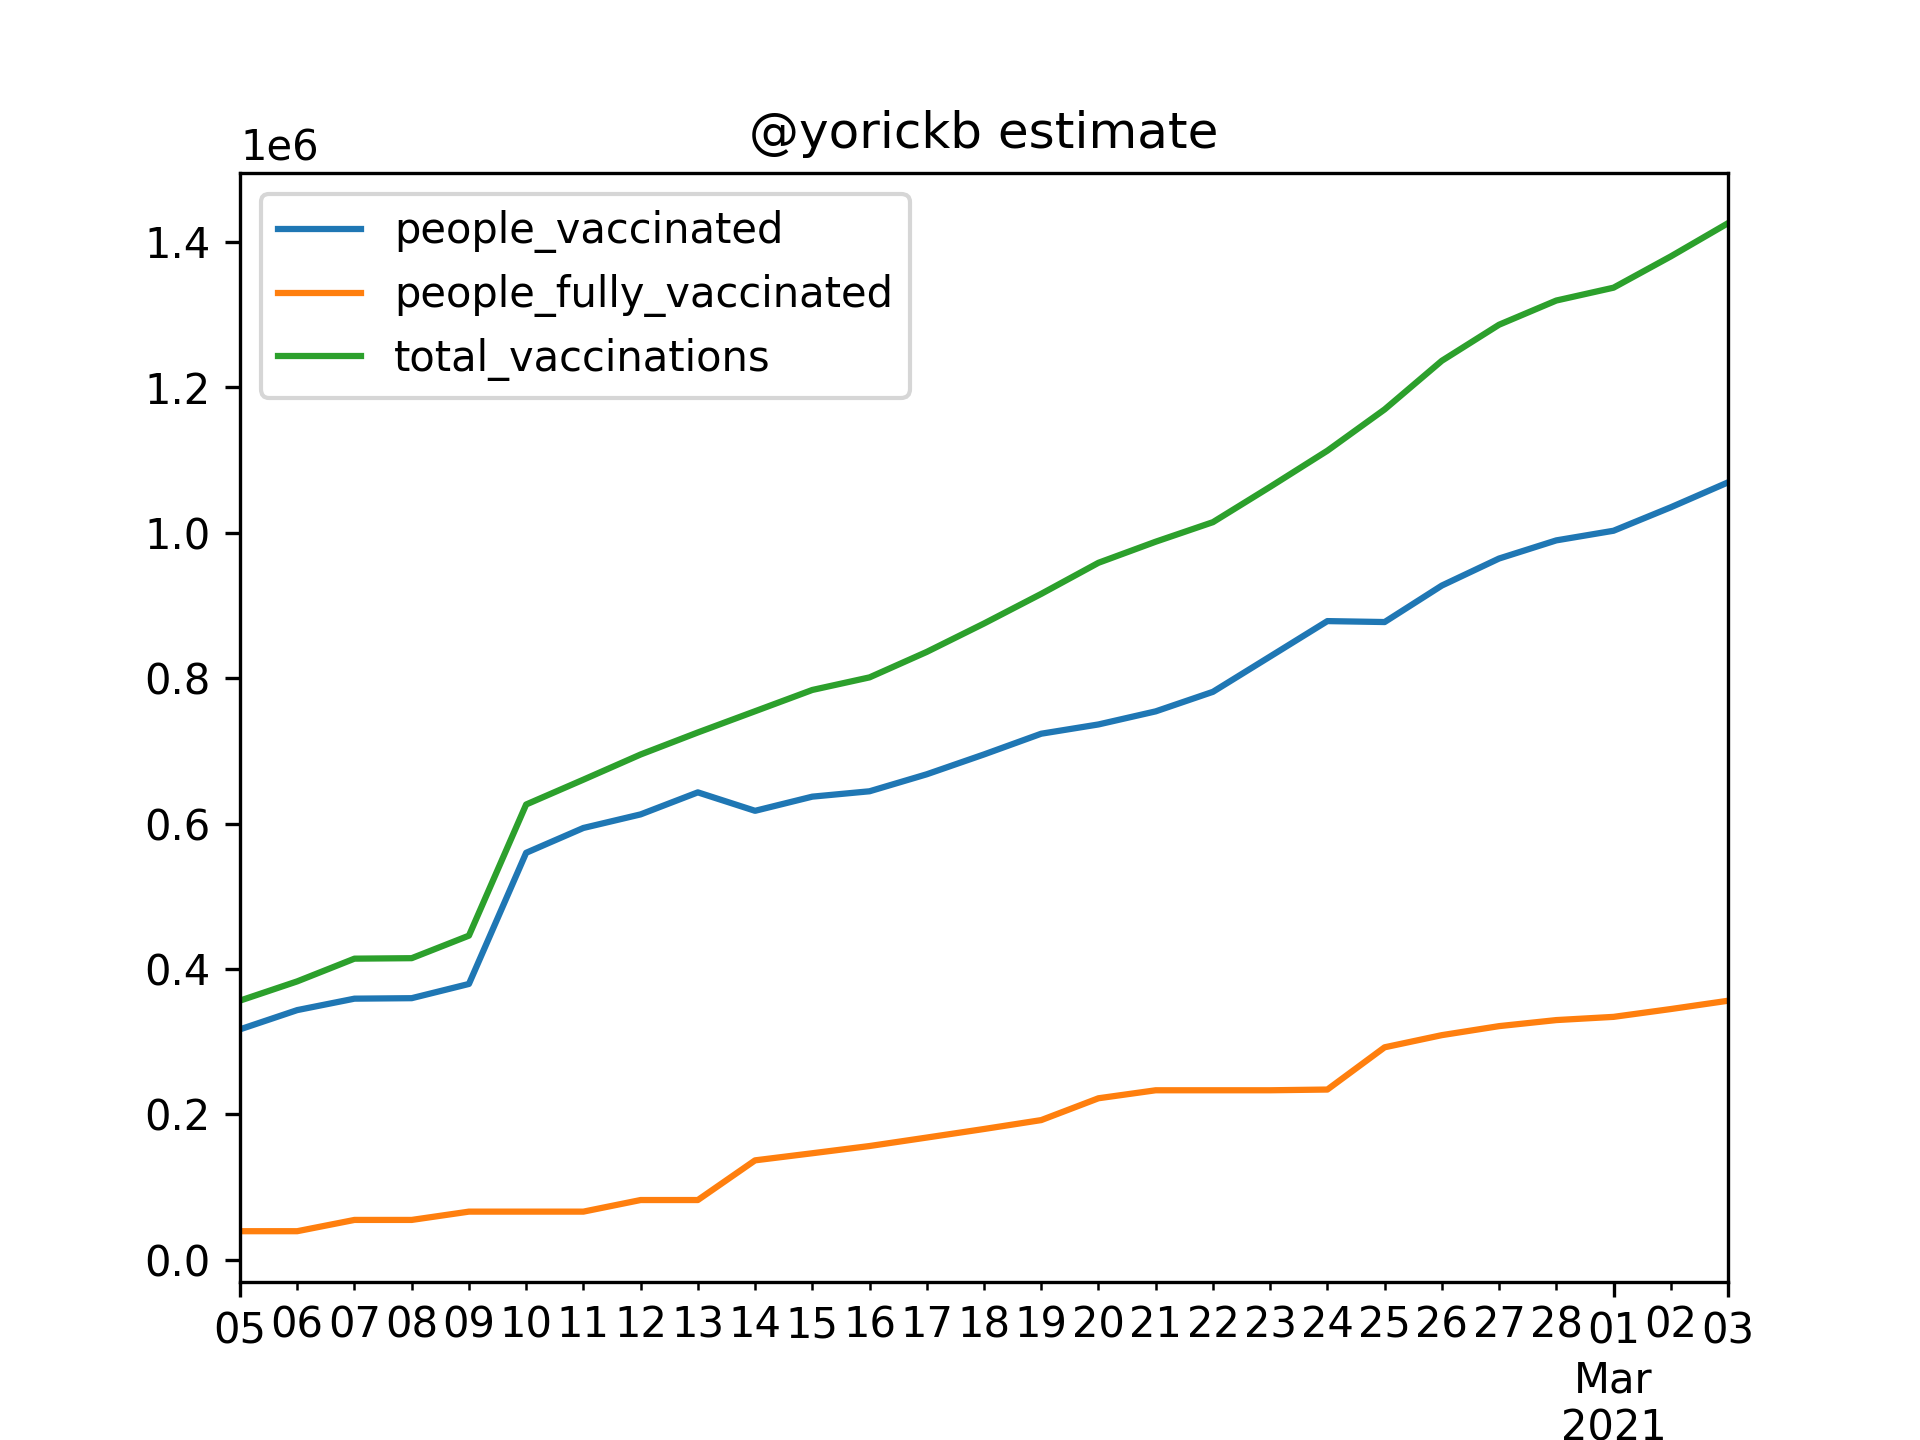 @yorickb estimate
1e6
people_vaccinated
people_fully_vaccinated
total_vaccinations
1.4
1.2
1.0
0.8
0.6
0.4
0.2
0.0
05 06 07 08 09 10 11 12 13 14 15 16 17 18 19 20 21 22 23 24 25 26 27 28 01 02 03
Mar
2021